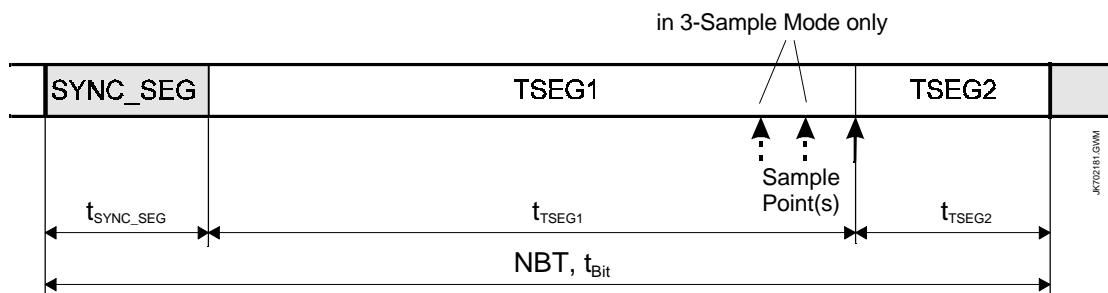 in 3-Sample Mode only
SYNC_SEG TSEG1 TSEG2
Sample
Point(s)
tSYNC_SEG tTSEG1 tTSEG2
NBT, tBit
JK702181.GWM